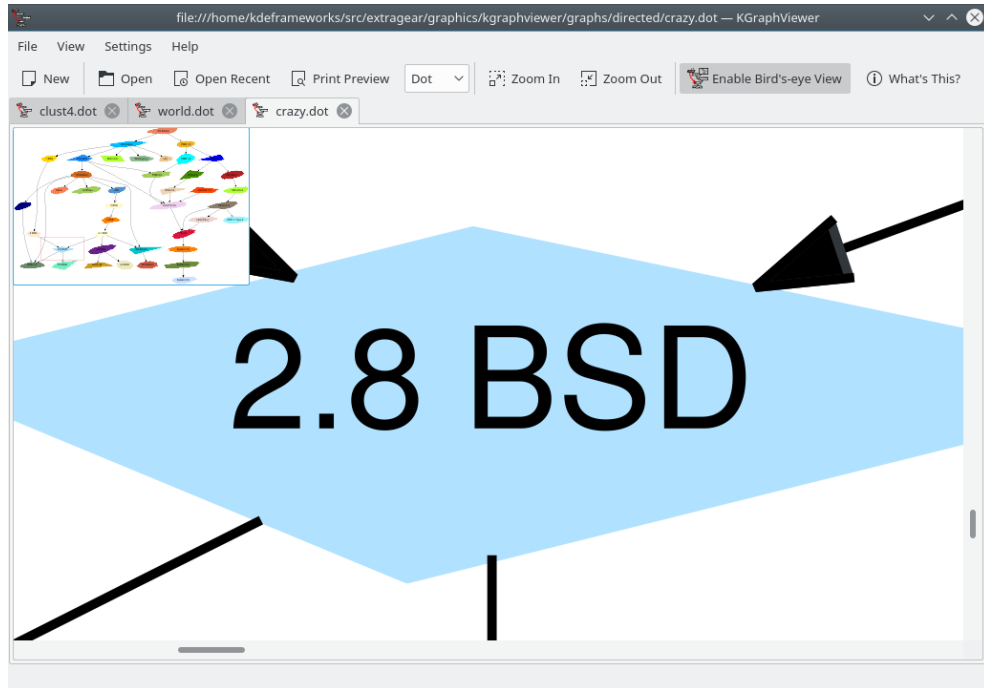 file:///home/kdeframeworks/src/extragear/graphics/kgraphviewer/graphs/directed/crazy.dot — KGraphViewer
File View Settings Help
New Open Open Recent Print Preview Dot Zoom In Zoom Out Enable Bird's-eye View What's This?
clust4.dot world.dot crazy.dot
2.8 BSD